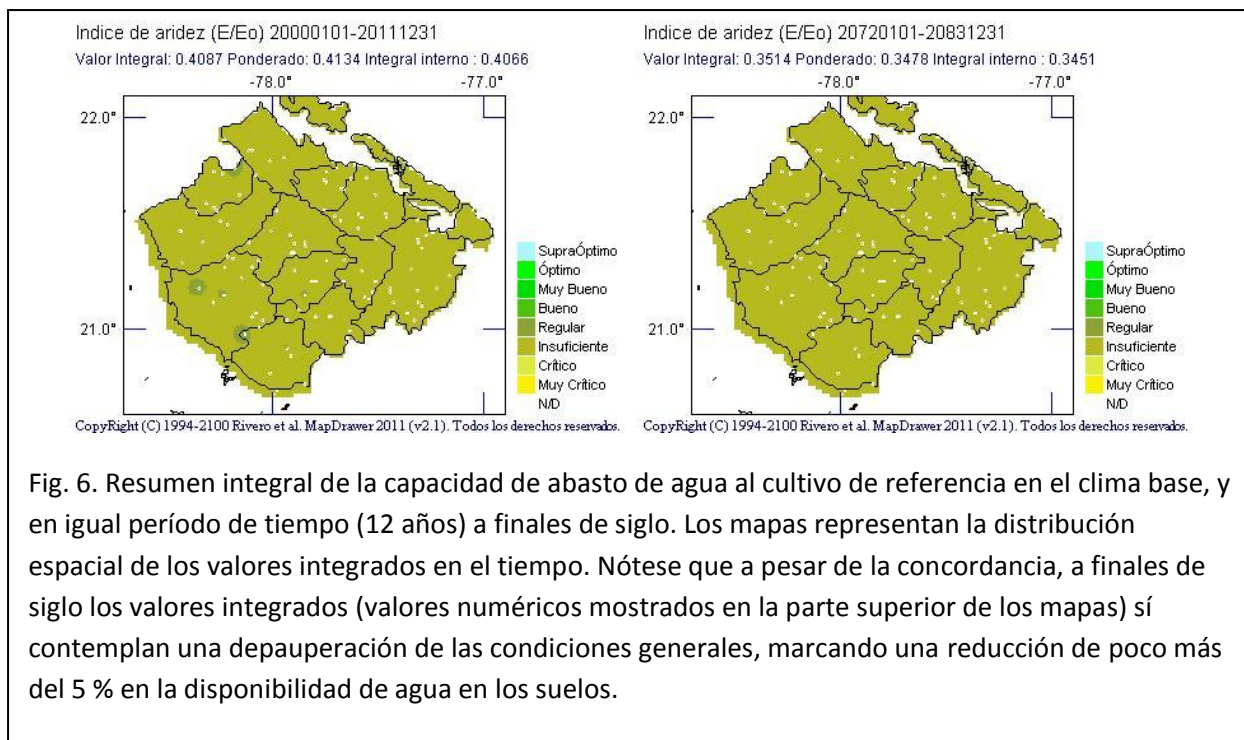 Indice de aridez (E/Eo) 20000101-20111231
Valor Integral: 0.4087 Ponderado: 0.4134 Integral interno : 0.4066
-78.0° -77.0°
22.0°
21.0°
SupraÓptimo
Óptimo
Muy Bueno
Bueno
Regular
Insuficiente
Crítico
Muy Crítico
N/D
CopyRight (C) 1994-2100 Rivero et al. MapDrawer 2011 (v2.1). Todos los derechos reservados.
Indice de aridez (E/Eo) 20720101-20831231
Valor Integral: 0.3514 Ponderado: 0.3478 Integral interno : 0.3451
-78.0° -77.0°
22.0°
21.0°
SupraÓptimo
Óptimo
Muy Bueno
Bueno
Regular
Insuficiente
Crítico
Muy Crítico
N/D
CopyRight (C) 1994-2100 Rivero et al. MapDrawer 2011 (v2.1). Todos los derechos reservados.
Fig. 6. Resumen integral de la capacidad de abasto de agua al cultivo de referencia en el clima base, y
en igual período de tiempo (12 años) a finales de siglo. Los mapas representan la distribución
espacial de los valores integrados en el tiempo. Nótese que a pesar de la concordancia, a finales de
siglo los valores integrados (valores numéricos mostrados en la parte superior de los mapas) sí
contemplan una depauperación de las condiciones generales, marcando una reducción de poco más
del 5 % en la disponibilidad de agua en los suelos.